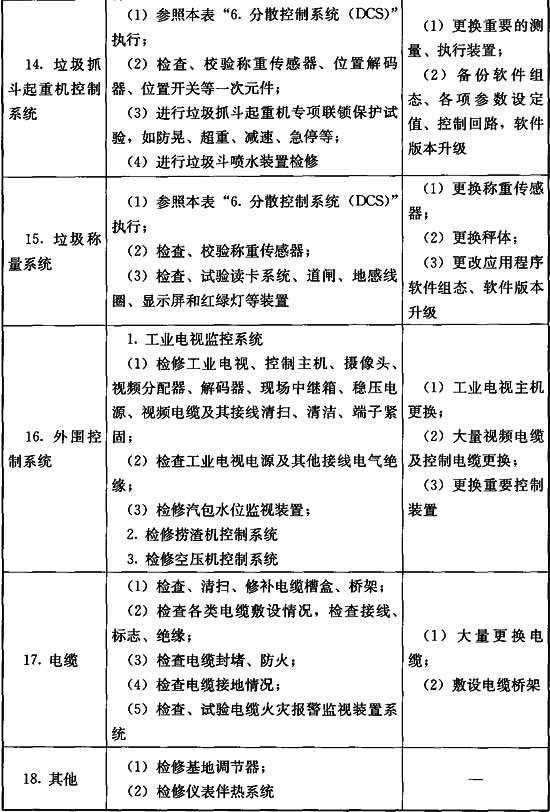 14. 垃圾抓
斗起重机控制
系统
（1）参照本表“6. 分散控制系统（DCS）”
执行；
（2）检查、校验称重传感器、位置解码
器、位置开关等一次元件；
（3）进行垃圾抓斗起重机专项联锁保护试
验，如防晃、超重、减速、急停等；
（4）进行垃圾斗喷水装置检修
（1）更换重要的测
量、执行装置；
（2）备份软件组
态、各项参数设定
值、控制回路，软件
版本升级
15. 垃圾称
量系统
（1）参照本表“6. 分散控制系统（DCS）”
执行；
（2）检查、校验称重传感器；
（3）检查、试验读卡系统、道闸、地感线
圈、显示屏和红绿灯等装置
（1）更换称重传感
器；
（2）更换秤体；
（3）更改应用程序
软件组态、软件版本
升级
16. 外围控
制系统
1. 工业电视监控系统
（1）检修工业电视、控制主机、摄像头、
视频分配器、解码器、现场中继箱、稳压电
源、视频电缆及其接线清扫、清洁、端子紧
固；
（2）检查工业电视电源及其他接线电气绝
缘；
（3）检修汽包水位监视装置；
2. 检修捞渣机控制系统
3. 检修空压机控制系统
（1）工业电视主机
更换；
（2）大量视频电缆
及控制电缆更换；
（3）更换重要控制
装置
17. 电缆
（1）检查、清扫、修补电缆槽盒、桥架；
（2）检查各类电缆敷设情况，检查接线、
标志、绝缘；
（3）检查电缆封堵、防火；
（4）检查电缆接地情况；
（5）检查、试验电缆火灾报警监视装置系
统
（1）大量更换电
缆；
（2）敷设电缆桥架
18. 其他
（1）检修基地调节器；
（2）检修仪表伴热系统
—